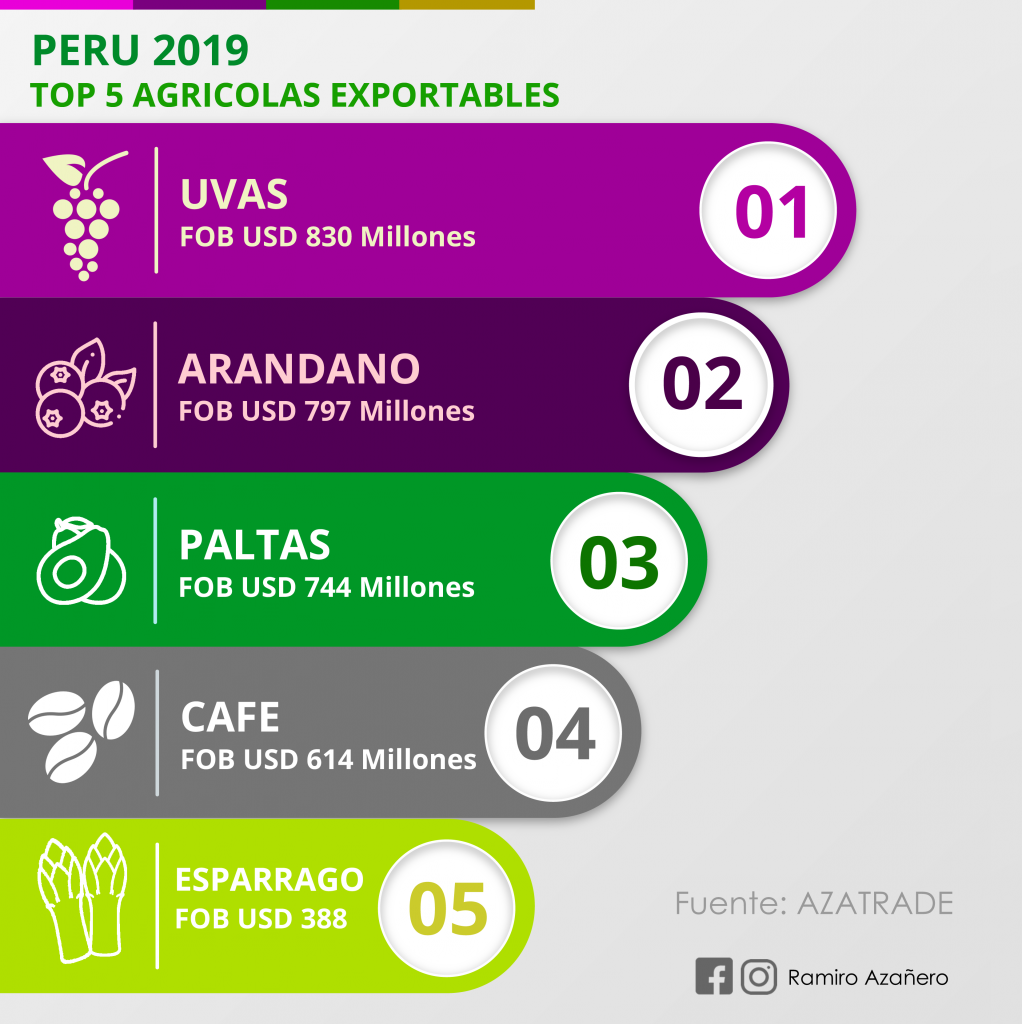 PERU 2019
TOP 5 AGRICOLAS EXPORTABLES
UVAS
FOB USD 830 Millones
01
ARANDANO
FOB USD 797 Millones
02
PALTAS
FOB USD 744 Millones
03
CAFE
FOB USD 614 Millones
04
ESPARRAGO
FOB USD 388
05
Fuente: AZATRADE
Ramiro Azañero